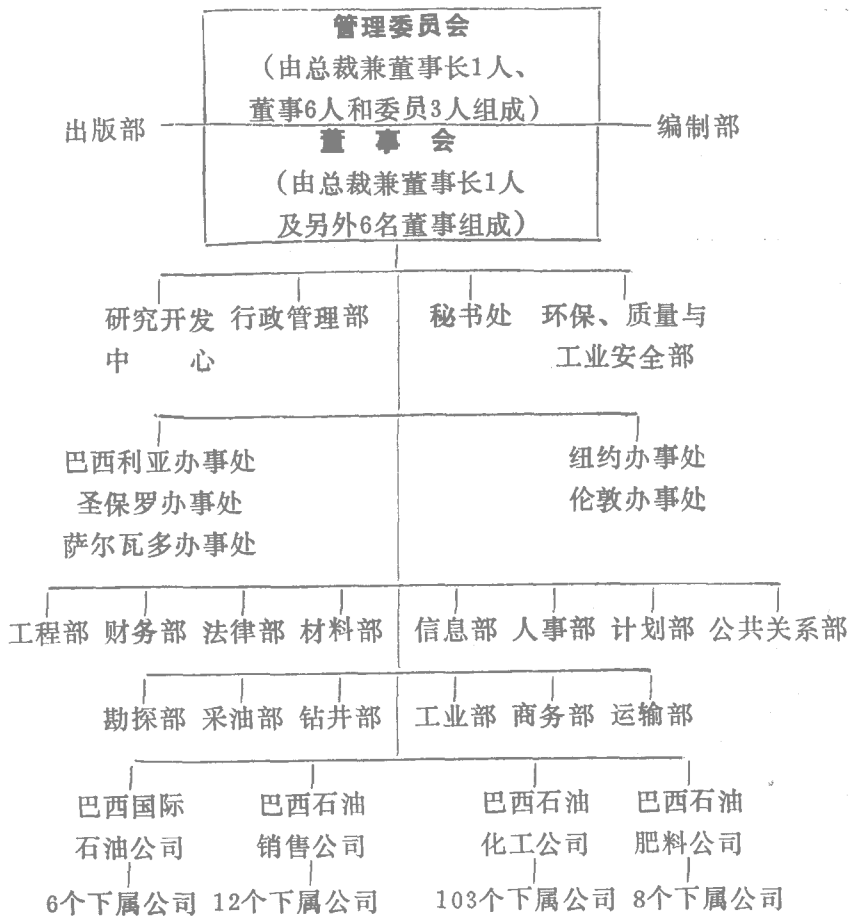 管理委员会
（由总裁兼董事长1人、
董事6人和委员3人组成）
出版部 编制部
董事会
（由总裁兼董事长1人
及另外6名董事组成）
研究开发 行政管理部 秘书处 环保、质量与
中心 工业安全部
巴西利亚办事处 纽约办事处
圣保罗办事处 伦敦办事处
萨尔瓦多办事处
工程部 财务部 法律部 材料部 信息部 人事部 计划部 公共关系部
勘探部 采油部 钻井部 工业部 商务部 运输部
巴西国际 巴西石油 巴西石油 巴西石油
石油公司 销售公司 化工公司 肥料公司
6个下属公司 12个下属公司 103个下属公司 8个下属公司